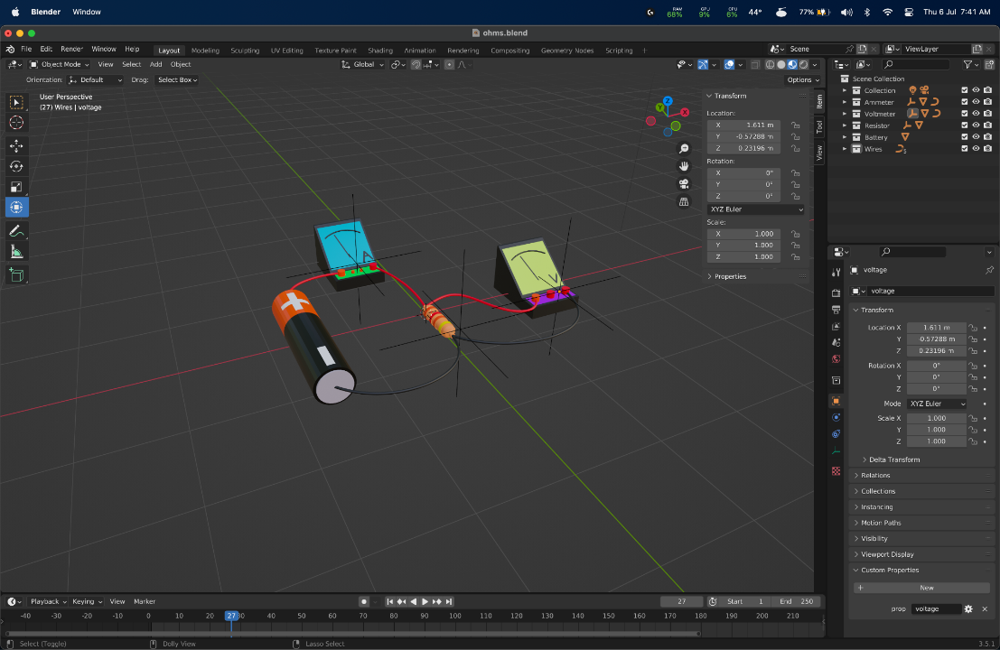 Blender Window RAM 68% GPU 9% CPU 6% 44° 77% Thu 6 Jul 7:41 AM
ohms.blend
File Edit Render Window Help Layout Modeling Sculpting UV Editing Texture Paint Shading Animation Rendering Compositing Geometry Nodes Scripting + Scene ViewLayer
Object Mode View Select Add Object Global
Orientation: Default Drag: Select Box Options
User Perspective
(27) Wires | voltage
Z
Y
X
A
V
Transform
Location:
X 1.611 m
Y -0.57288 m
Z 0.23196 m
Rotation:
X 0°
Y 0°
Z 0°
XYZ Euler
Scale:
X 1.000
Y 1.000
Z 1.000
Properties
Item
Tool
View
Scene Collection
Collection
Ammeter
Voltmeter
Resistor
Battery
Wires 5
voltage
voltage
Transform
Location X 1.611 m
Y -0.57288 m
Z 0.23196 m
Rotation X 0°
Y 0°
Z 0°
Mode XYZ Euler
Scale X 1.000
Y 1.000
Z 1.000
Delta Transform
Relations
Collections
Instancing
Motion Paths
Visibility
Viewport Display
Custom Properties
+ New
prop voltage
Playback Keying View Marker 27 Start 1 End 250
-40 -30 -20 -10 0 10 20 27 40 50 60 70 80 90 100 110 120 130 140 150 160 170 180 190 200 210
Select (Toggle) Dolly View Lasso Select 3.5.1